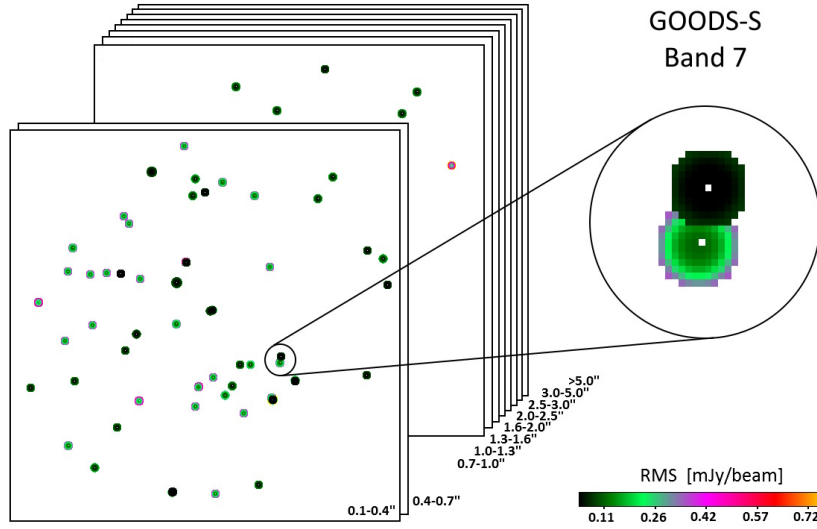 GOODS-S
Band 7
>5.0"
3.0-5.0"
2.5-3.0"
2.0-2.5"
1.6-2.0"
1.3-1.6"
1.0-1.3"
0.7-1.0"
0.4-0.7"
0.1-0.4"
RMS [mJy/beam]
0.11 0.26 0.42 0.57 0.72